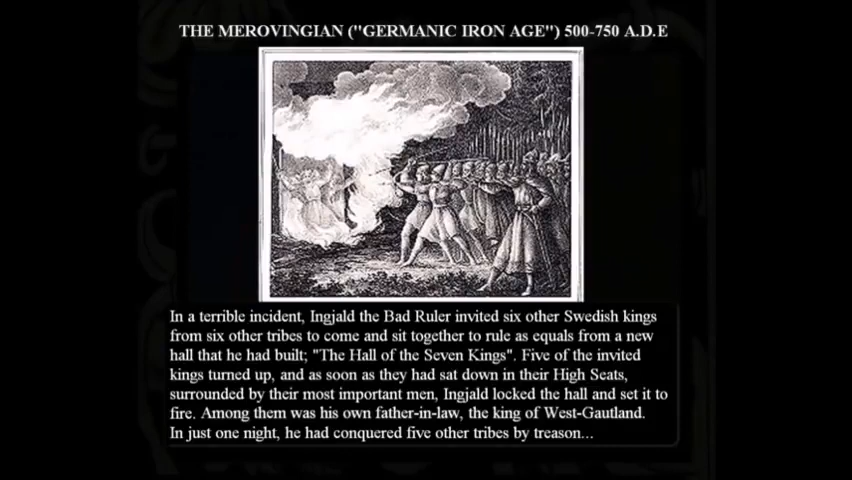 THE MEROVINGIAN ("GERMANIC IRON AGE") 500-750 A.D.E
In a terrible incident, Ingjald the Bad Ruler invited six other Swedish kings
from six other tribes to come and sit together to rule as equals from a new
hall that he had built; "The Hall of the Seven Kings". Five of the invited
kings turned up, and as soon as they had sat down in their High Seats,
surrounded by their most important men, Ingjald locked the hall and set it to
fire. Among them was his own father-in-law, the king of West-Gautland.
In just one night, he had conquered five other tribes by treason...